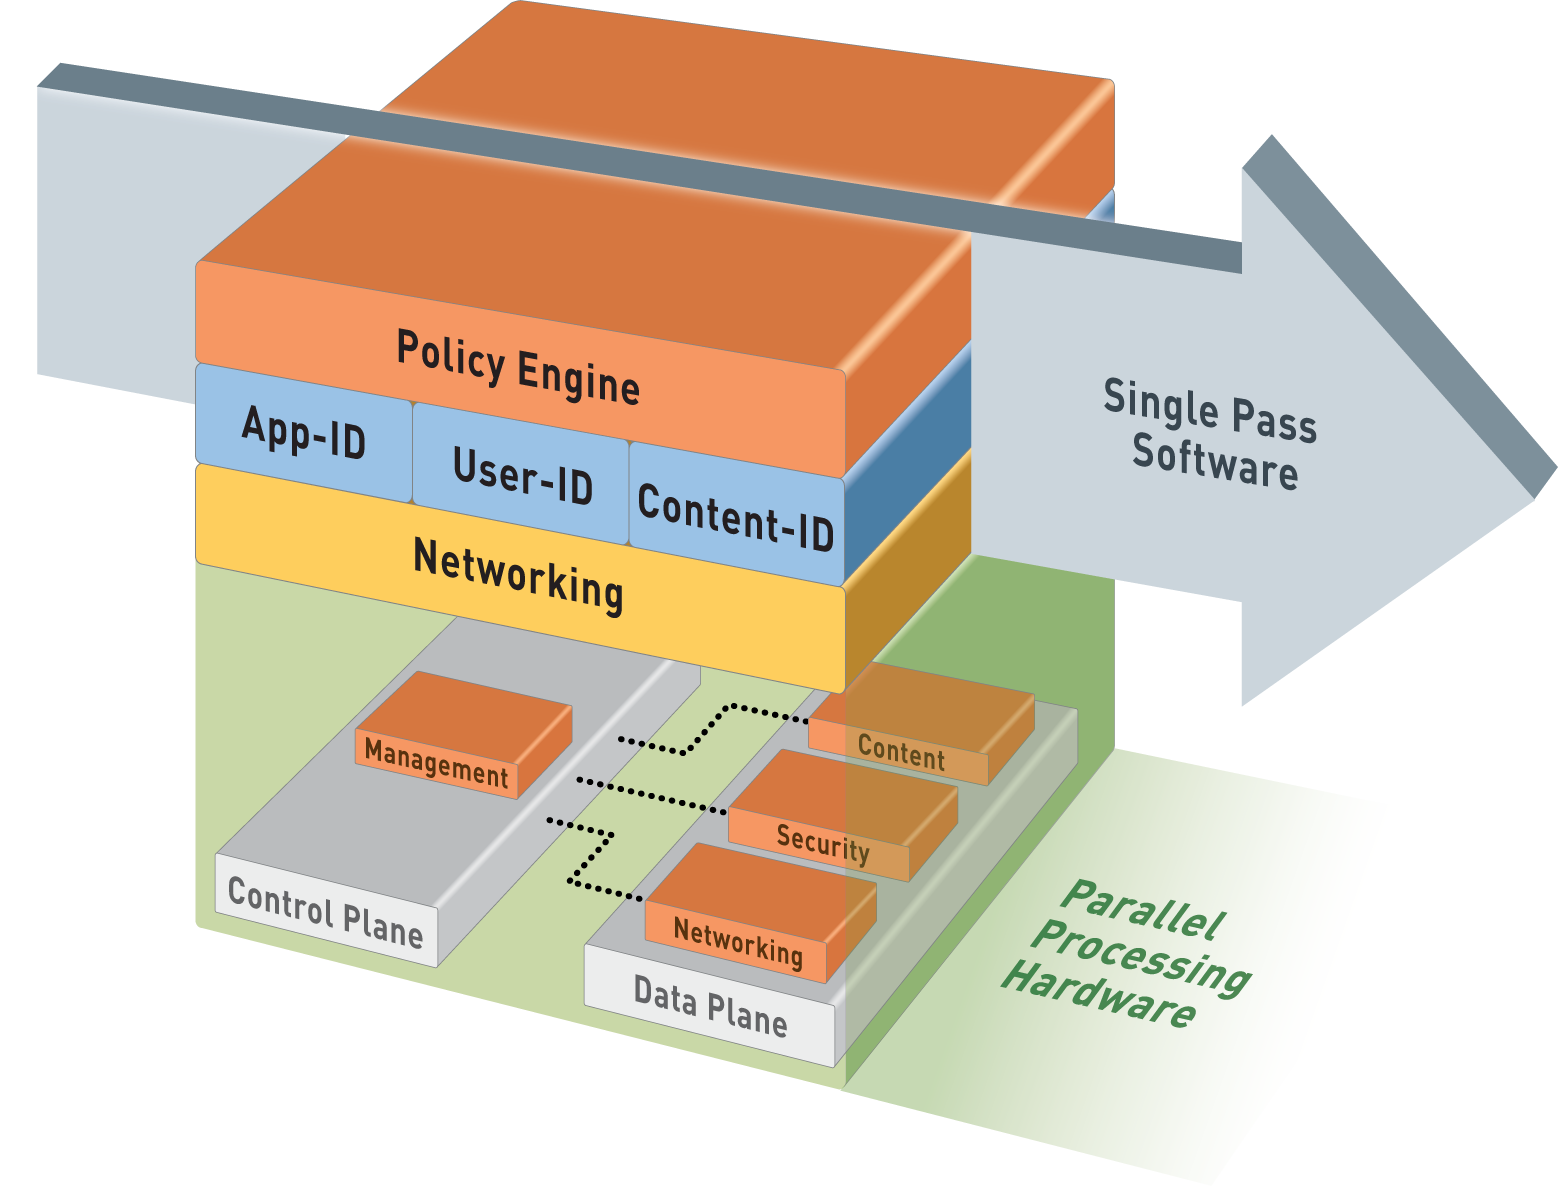 Policy Engine
App-ID
User-ID
Content-ID
Networking
Single Pass
Software
Management
Control Plane
Content
Security
Networking
Data Plane
Parallel
Processing
Hardware